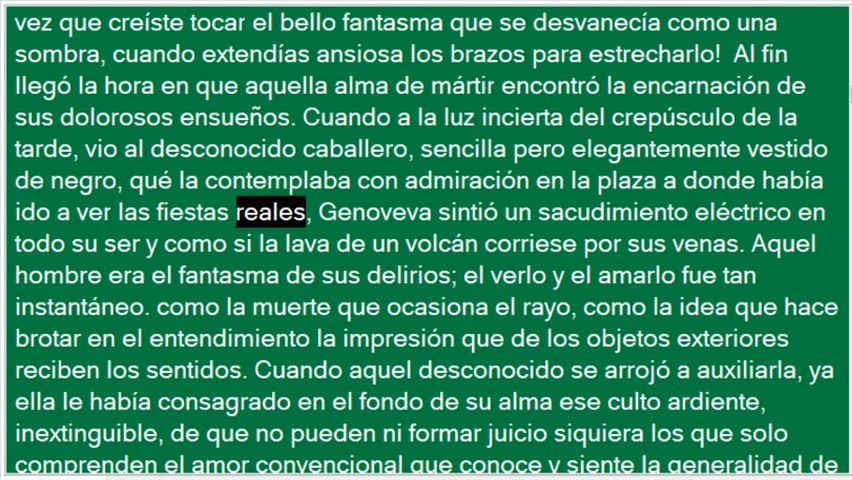 vez que creíste tocar el bello fantasma que se desvanecía como una
sombra, cuando extendías ansiosa los brazos para estrecharlo!  Al fin
llegó la hora en que aquella alma de mártir encontró la encarnación de
sus dolorosos ensueños. Cuando a la luz incierta del crepúsculo de la
tarde, vio al desconocido caballero, sencilla pero elegantemente vestido
de negro, qué la contemplaba con admiración en la plaza a donde había
ido a ver las fiestas reales, Genoveva sintió un sacudimiento eléctrico en
todo su ser y como si la lava de un volcán corriese por sus venas. Aquel
hombre era el fantasma de sus delirios; el verlo y el amarlo fue tan
instantáneo. como la muerte que ocasiona el rayo, como la idea que hace
brotar en el entendimiento la impresión que de los objetos exteriores
reciben los sentidos. Cuando aquel desconocido se arrojó a auxiliarla, ya
ella le había consagrado en el fondo de su alma ese culto ardiente,
inextinguible, de que no pueden ni formar juicio siquiera los que solo
comprenden el amor convencional que conoce y siente la generalidad de